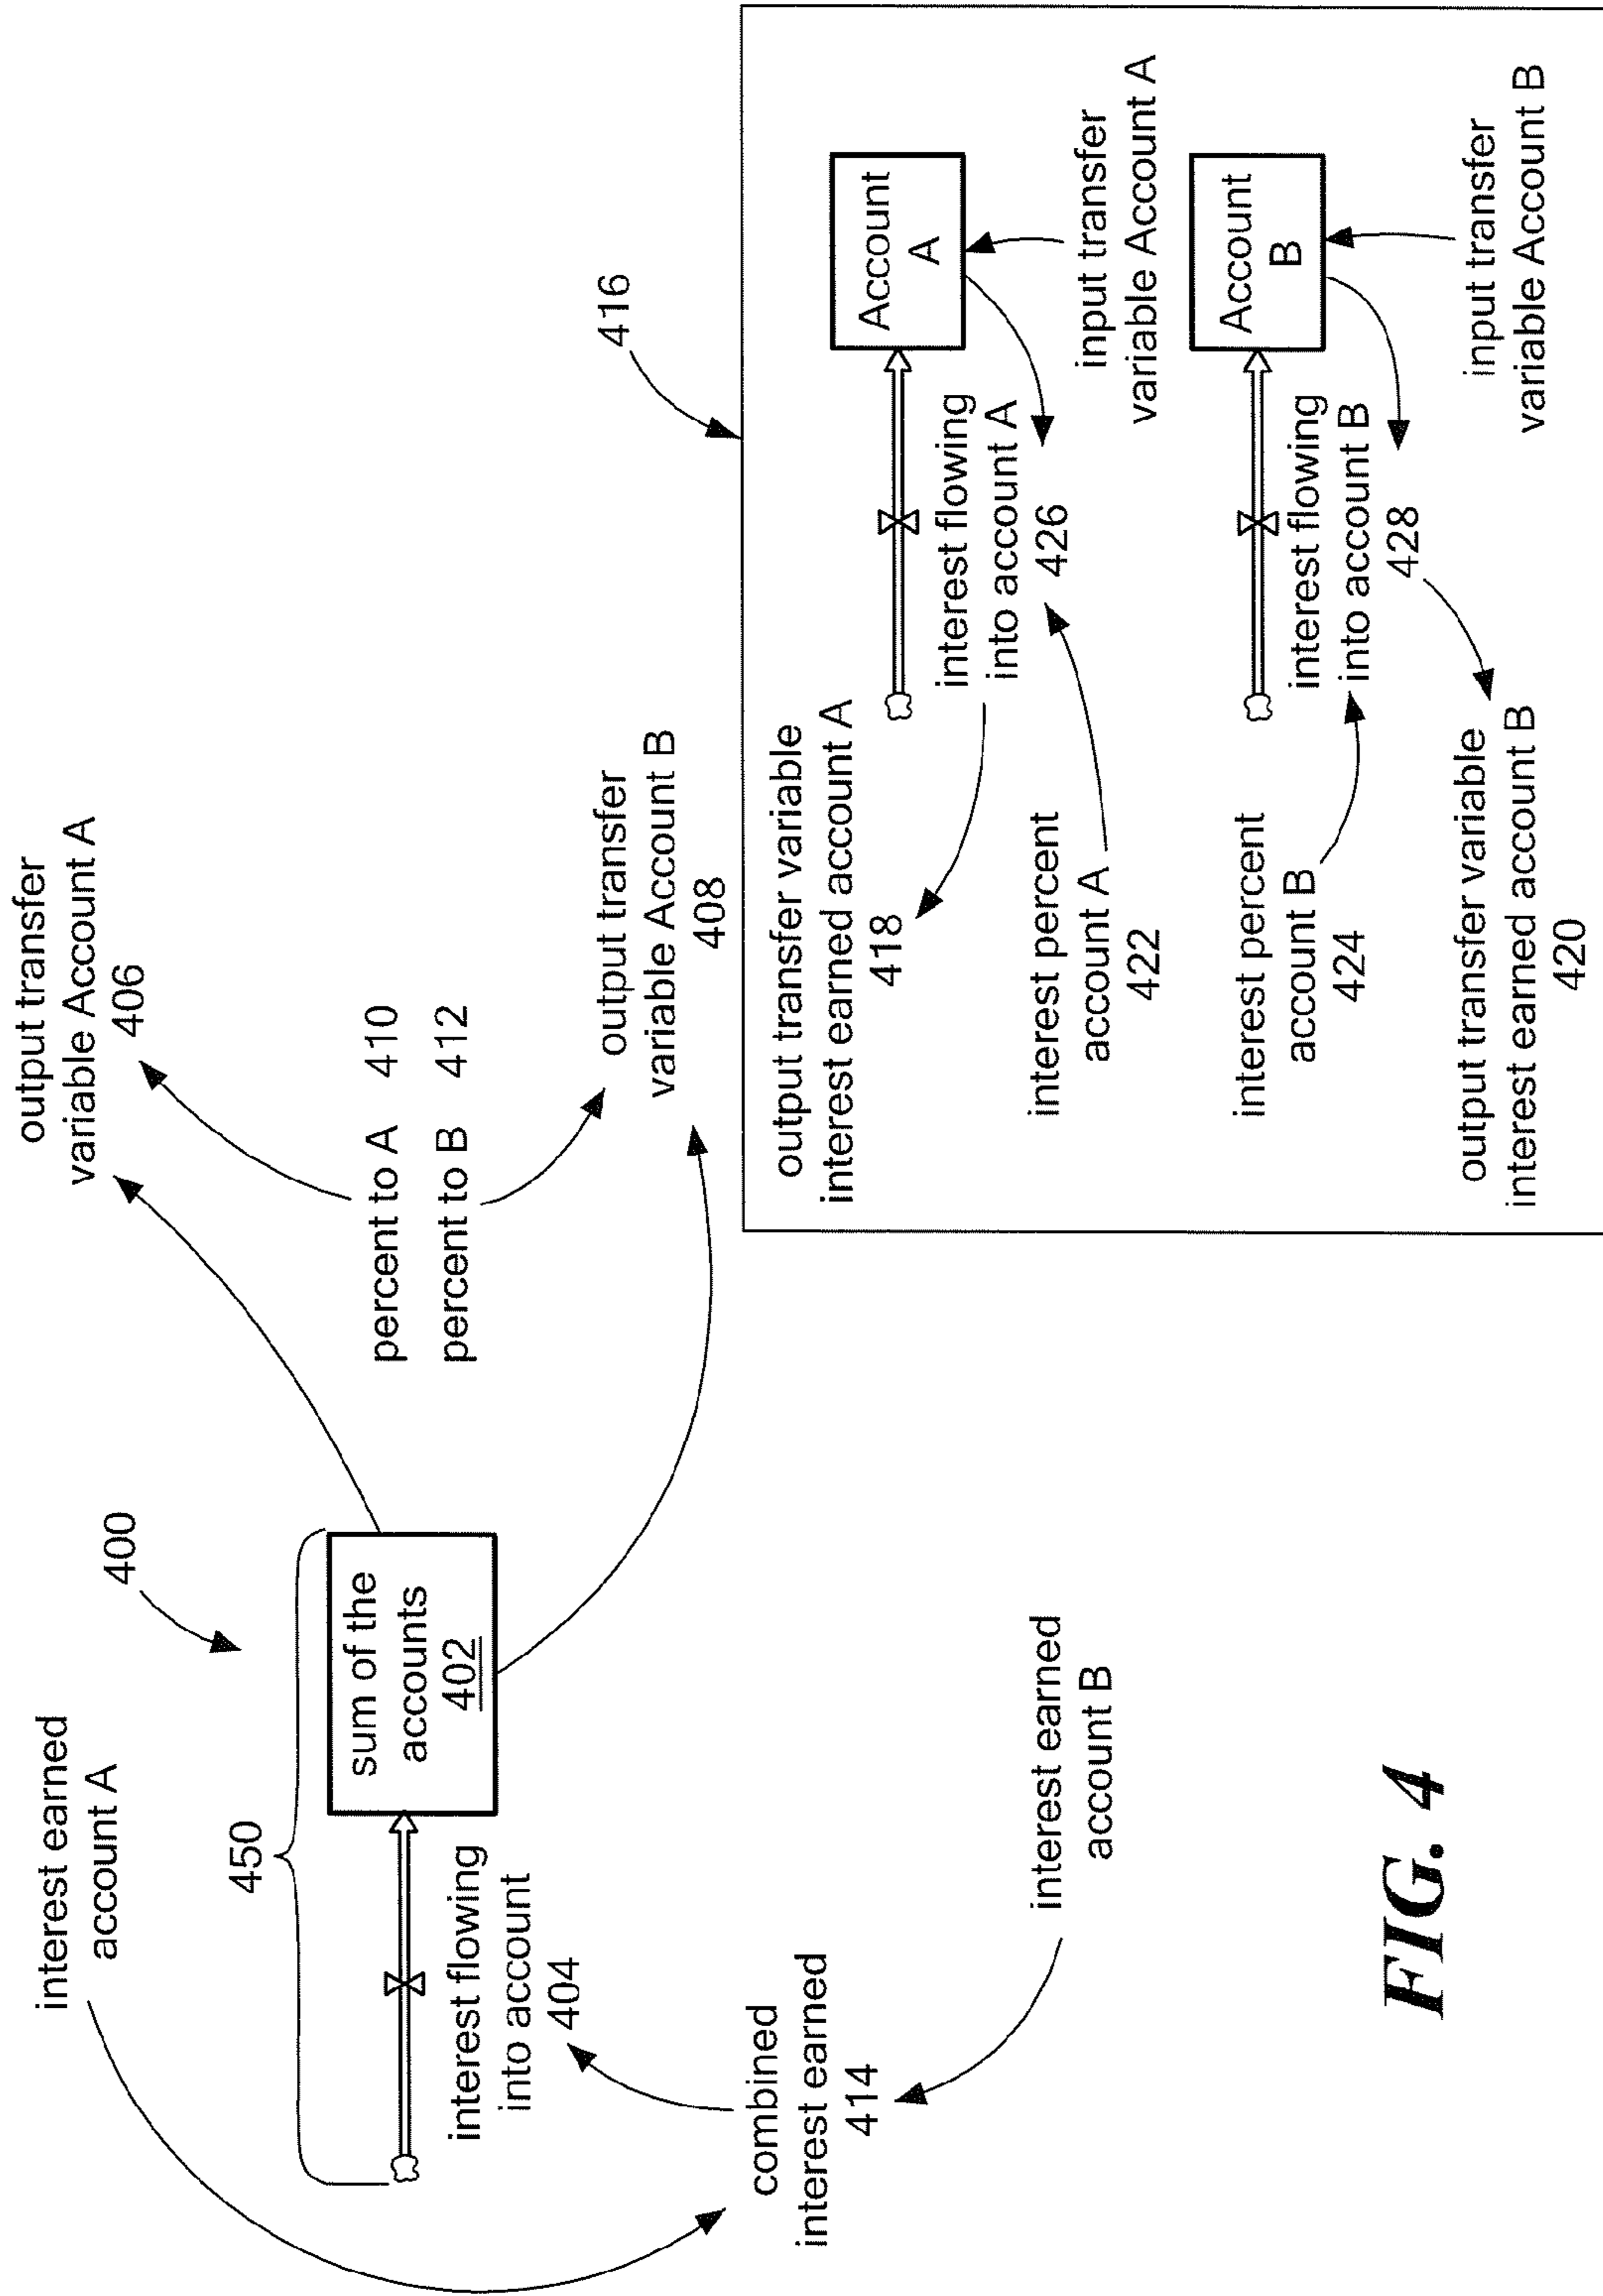 interest earned
account A
400
output transfer
variable Account A
406
450
sum of the
accounts
402
interest flowing
into account
404
percent to A 410
percent to B 412
output transfer
variable Account B
408
combined
interest earned
414
interest earned
account B
416
output transfer variable
interest earned account A
418
Account
A
interest flowing
into account A
426
interest percent
account A
422
input transfer
variable Account A
Account
B
interest flowing
into account B
428
interest percent
account B
424
output transfer variable
interest earned account B
420
input transfer
variable Account B
FIG. 4